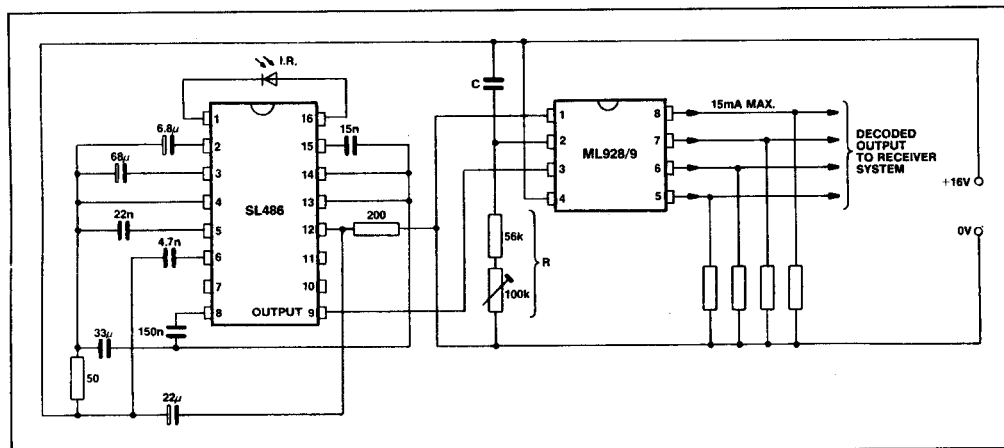 I.R.
1
16
6.8µ
2
15
15n
68µ
3
14
4
SL486
13
22n
5
12
200
4.7n
6
11
7
10
8
OUTPUT
9
150n
33µ
50
22µ
C
1
8
15mA MAX.
2
7
ML928/9
3
6
4
5
56k
100k
R
DECODED
OUTPUT
TO RECEIVER
SYSTEM
+16V
0V